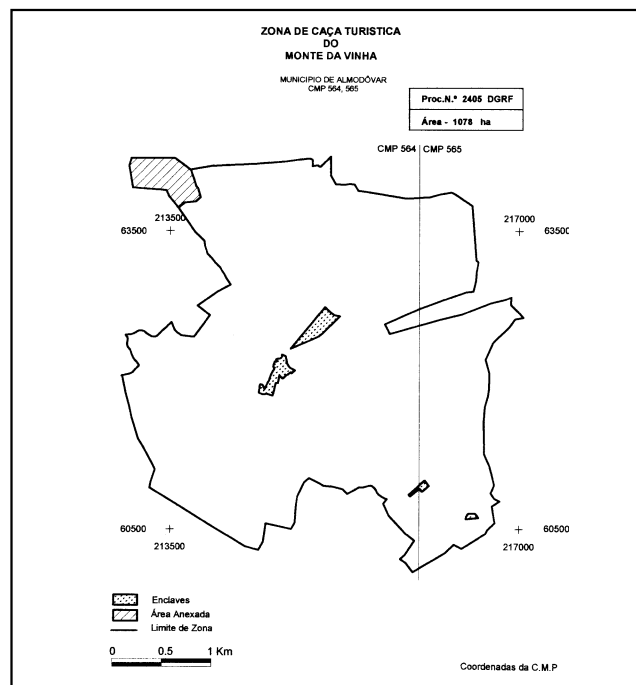 ZONA DE CAÇA TURISTICA
DO
MONTE DA VINHA
MUNICIPIO DE ALMODÔVAR
CMP 564, 565
Proc.N.º 2405 DGRF
Área - 1078 ha
CMP 564 CMP 565
213500
63500
217000
63500
60500
213500
60500
217000
Enclaves
Área Anexada
Limite de Zona
0 0.5 1 Km
Coordenadas da C.M.P